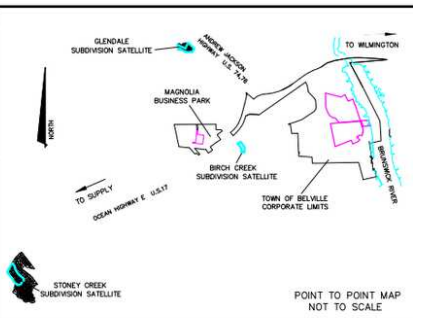 GLENDALE
SUBDIVISION SATELLITE
ANDREW JACKSON
HIGHWAY U.S. 74,76
TO WILMINGTON
NORTH
MAGNOLIA
BUSINESS PARK
BIRCH CREEK
SUBDIVISION SATELLITE
TO SUPPLY
OCEAN HIGHWAY E U.S.17
TOWN OF BELVILLE
CORPORATE LIMITS
BRUNSWICK RIVER
STONEY CREEK
SUBDIVISION SATELLITE
POINT TO POINT MAP
NOT TO SCALE